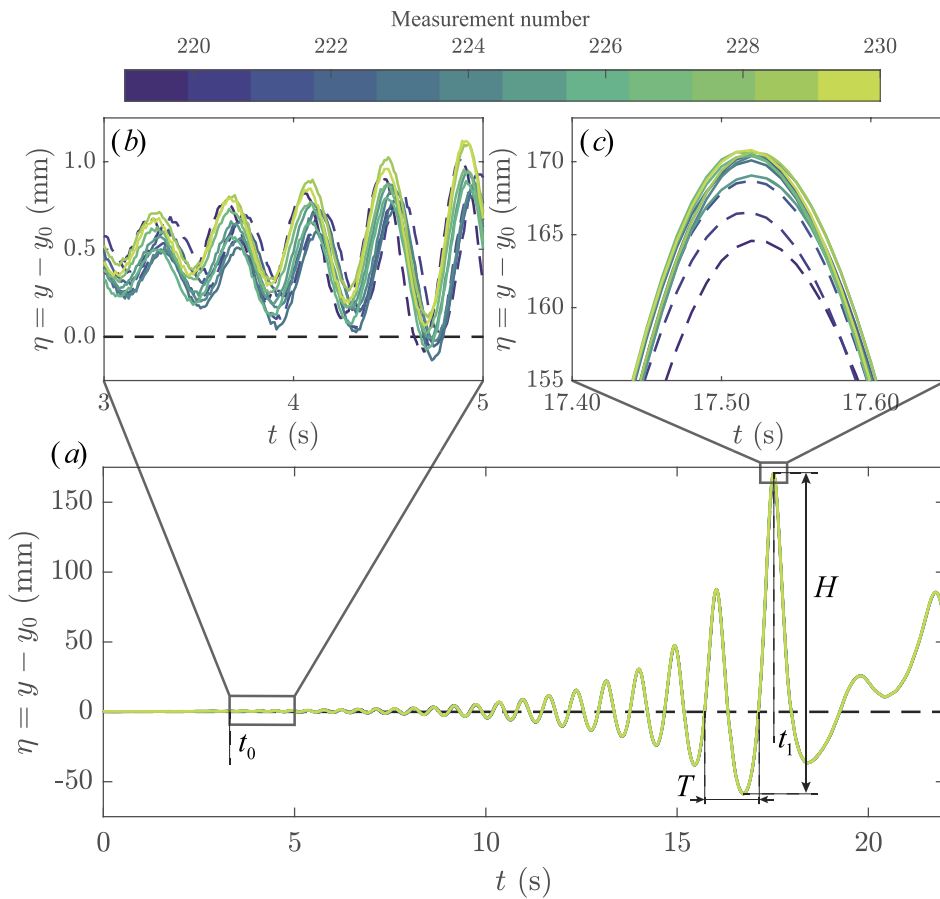 Measurement number
220 222 224 226 228 230
(b)
η = y − y₀ (mm)
1.0
0.5
0.0
3 4 5
t (s)
(c)
η = y − y₀ (mm)
170
165
160
155
17.40 17.50 17.60
t (s)
(a)
η = y − y₀ (mm)
150
100
50
0
-50
t₀
T
t₁
H
0 5 10 15 20
t (s)